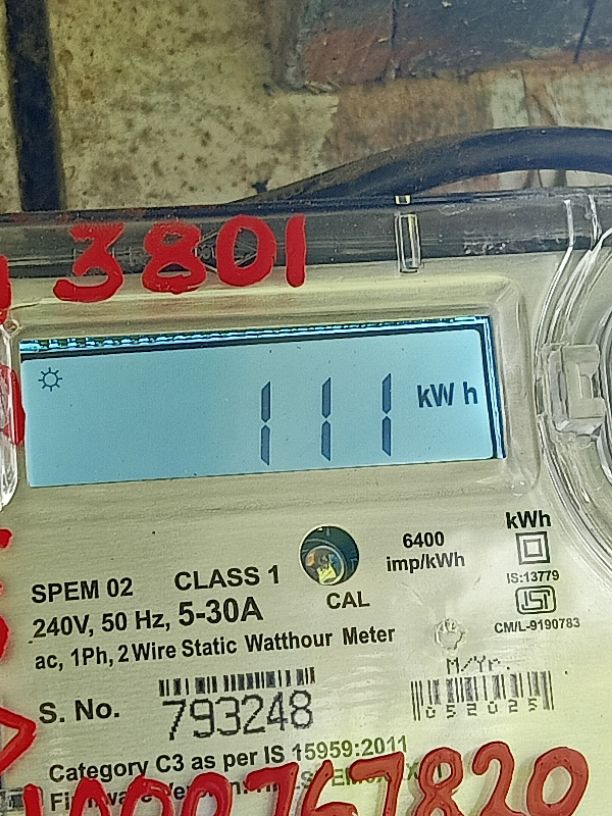 3801
111 kWh
6400
imp/kWh
kWh
IS:13779
CM/L-9190783
SPEM 02 CLASS 1
CAL
240V, 50 Hz, 5-30A
ac, 1Ph, 2 Wire Static Watthour Meter
M/Yr.
052025
S. No. 793248
Category C3 as per IS 15959:2011
1000767820